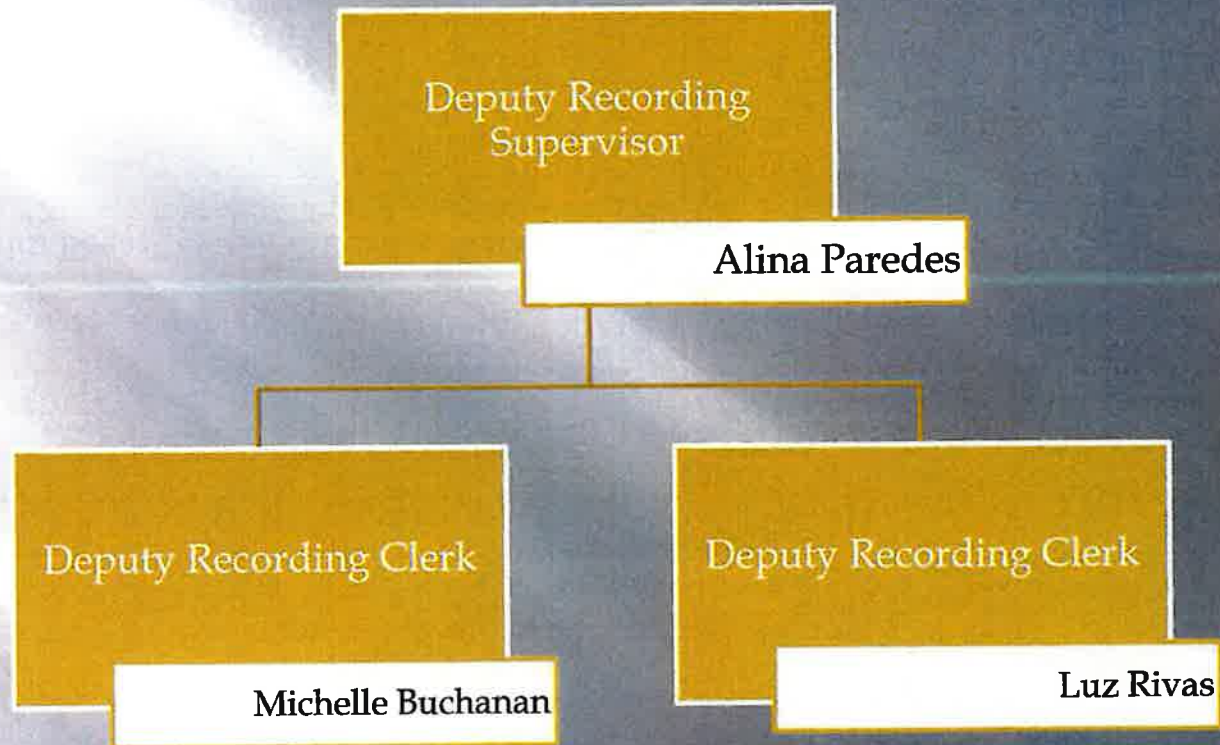 Deputy Recording
Supervisor
Alina Paredes
Deputy Recording Clerk
Michelle Buchanan
Deputy Recording Clerk
Luz Rivas